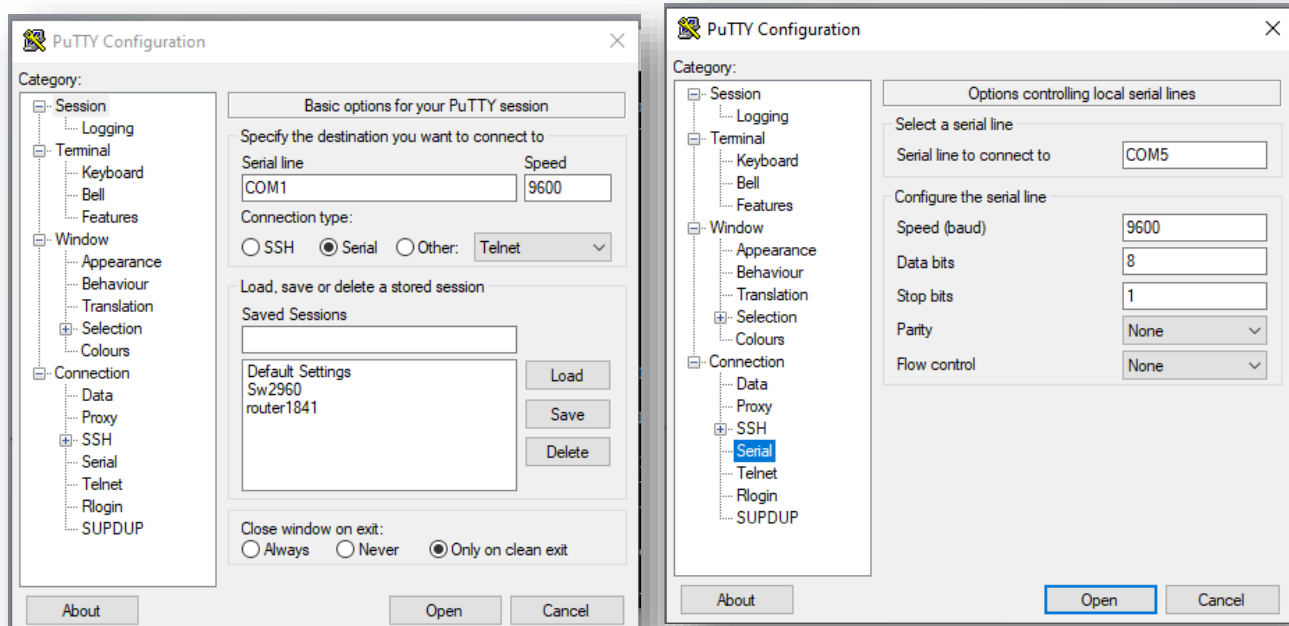 PuTTY Configuration
Category:
Session
Logging
Terminal
Keyboard
Bell
Features
Window
Appearance
Behaviour
Translation
Selection
Colours
Connection
Data
Proxy
SSH
Serial
Telnet
Rlogin
SUPDUP
Basic options for your PuTTY session
Specify the destination you want to connect to
Serial line Speed
COM1 9600
Connection type:
SSH Serial Other: Telnet
Load, save or delete a stored session
Saved Sessions
Default Settings
Sw2960
router1841
Load
Save
Delete
Close window on exit:
Always Never Only on clean exit
About Open Cancel
PuTTY Configuration
Category:
Session
Logging
Terminal
Keyboard
Bell
Features
Window
Appearance
Behaviour
Translation
Selection
Colours
Connection
Data
Proxy
SSH
Serial
Telnet
Rlogin
SUPDUP
Options controlling local serial lines
Select a serial line
Serial line to connect to COM5
Configure the serial line
Speed (baud) 9600
Data bits 8
Stop bits 1
Parity None
Flow control None
About Open Cancel